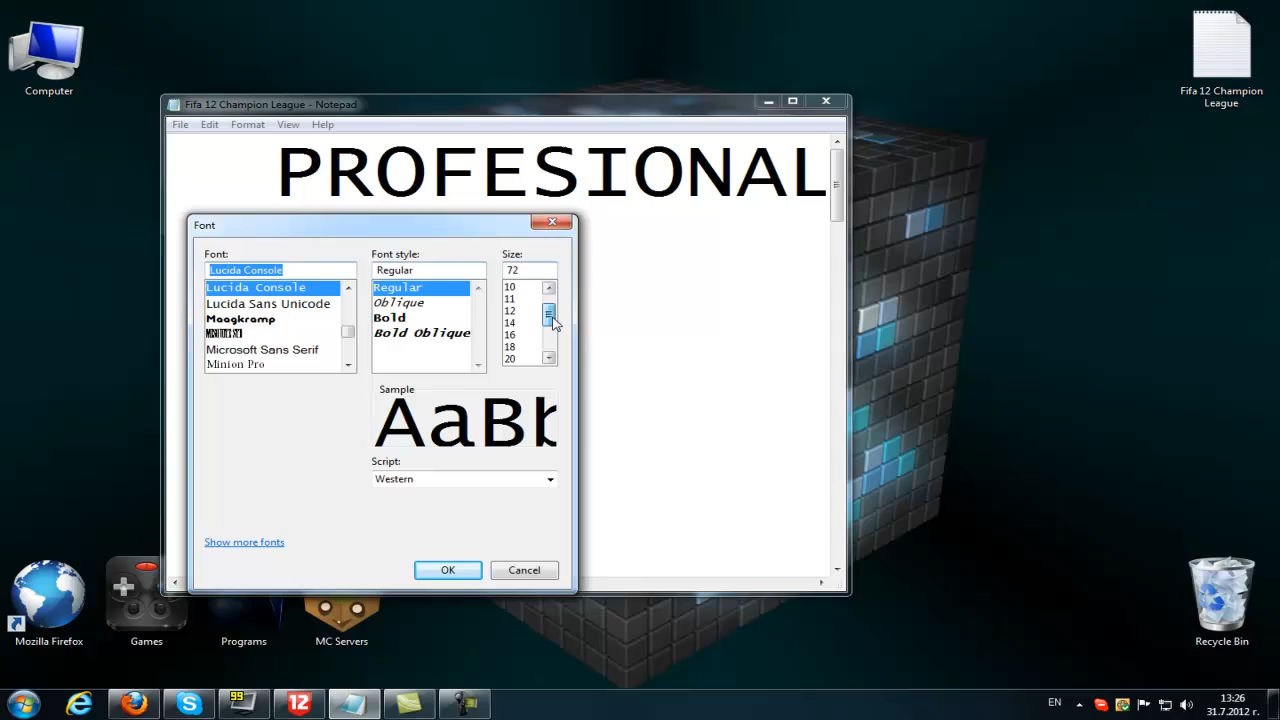 Computer
Fifa 12 Champion
League
Fifa 12 Champion League - Notepad
File Edit Format View Help
PROFESIONAL
Font
Font: Font style: Size:
Lucida Console Regular 72
Lucida Console Regular 10
Lucida Sans Unicode Oblique 11
Maagkramp Bold 12
Bold Oblique 14
Microsoft Sans Serif 16
Minion Pro 18
20
Sample
AaBb
Script:
Western
Show more fonts
OK Cancel
Mozilla Firefox Games Programs MC Servers Recycle Bin
99
12
EN
13:26
31.7.2012 г.